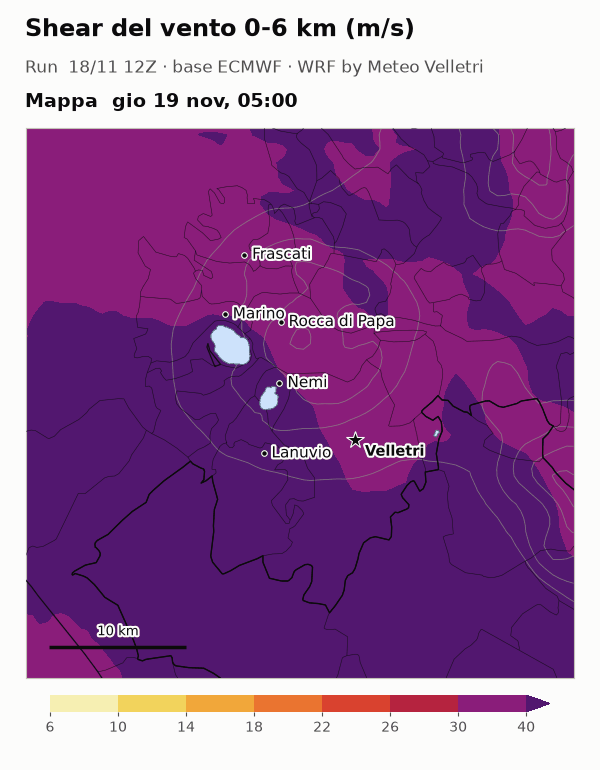 Shear del vento 0-6 km (m/s)
Run  18/11 12Z · base ECMWF · WRF by Meteo Velletri
Mappa  gio 19 nov, 05:00
Frascati
Marino
Rocca di Papa
Nemi
Velletri
Lanuvio
10 km
6 10 14 18 22 26 30 40